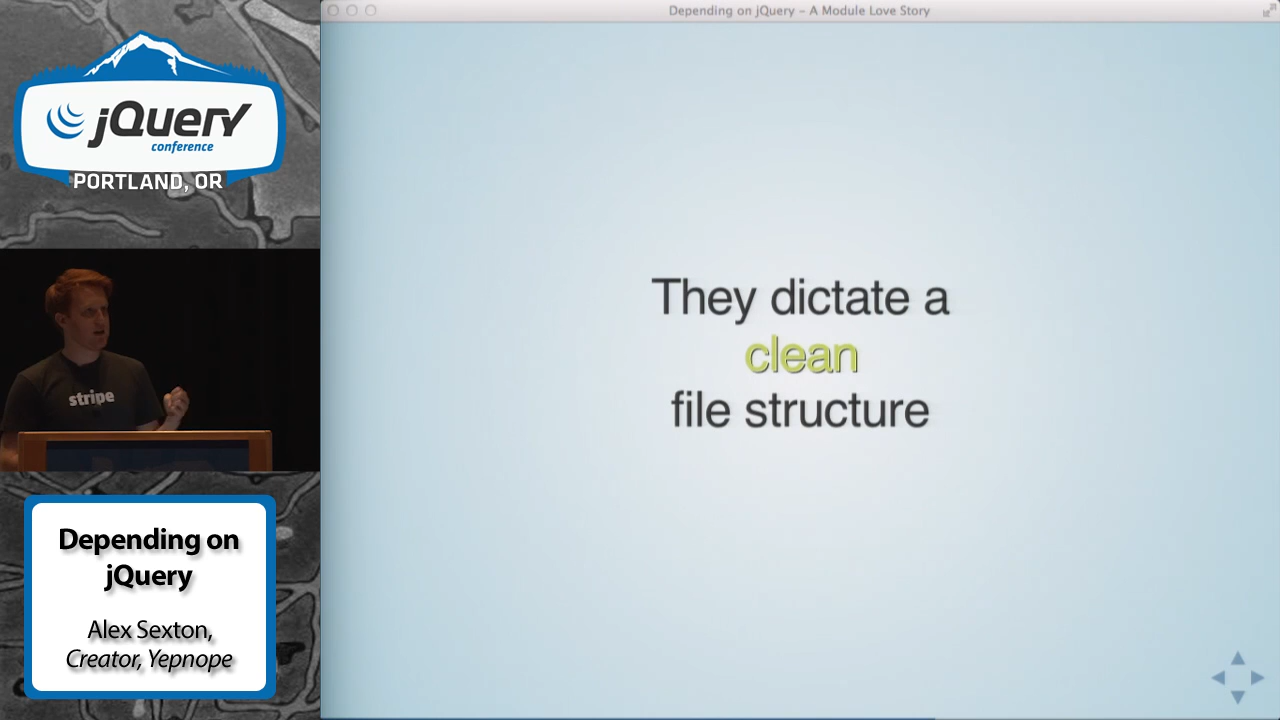 jQuery
conference
PORTLAND, OR
stripe
Depending on
jQuery
Alex Sexton,
Creator, Yepnope
Depending on jQuery – A Module Love Story
They dictate a
clean
file structure